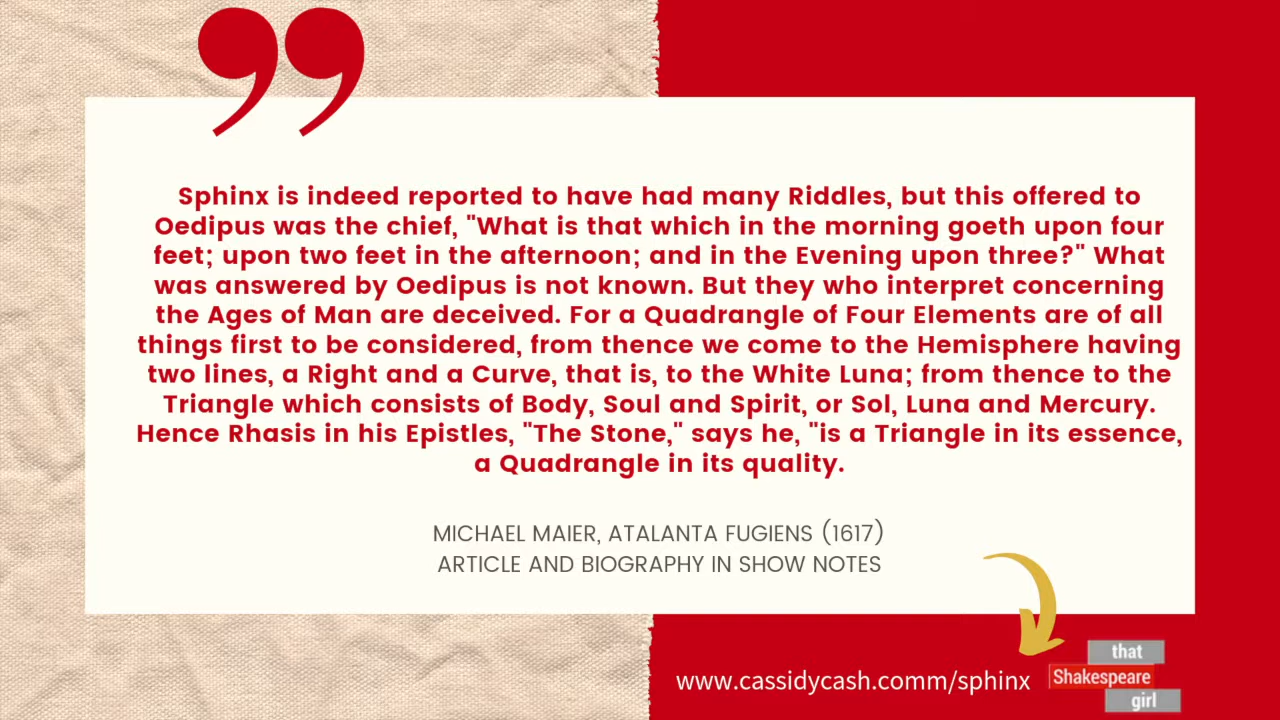 Sphinx is indeed reported to have had many Riddles, but this offered to
Oedipus was the chief, "What is that which in the morning goeth upon four
feet; upon two feet in the afternoon; and in the Evening upon three?" What
was answered by Oedipus is not known. But they who interpret concerning
the Ages of Man are deceived. For a Quadrangle of Four Elements are of all
things first to be considered, from thence we come to the Hemisphere having
two lines, a Right and a Curve, that is, to the White Luna; from thence to the
Triangle which consists of Body, Soul and Spirit, or Sol, Luna and Mercury.
Hence Rhasis in his Epistles, "The Stone," says he, "is a Triangle in its essence,
a Quadrangle in its quality.
MICHAEL MAIER, ATALANTA FUGIENS (1617)
ARTICLE AND BIOGRAPHY IN SHOW NOTES
www.cassidycash.comm/sphinx
that
Shakespeare
girl